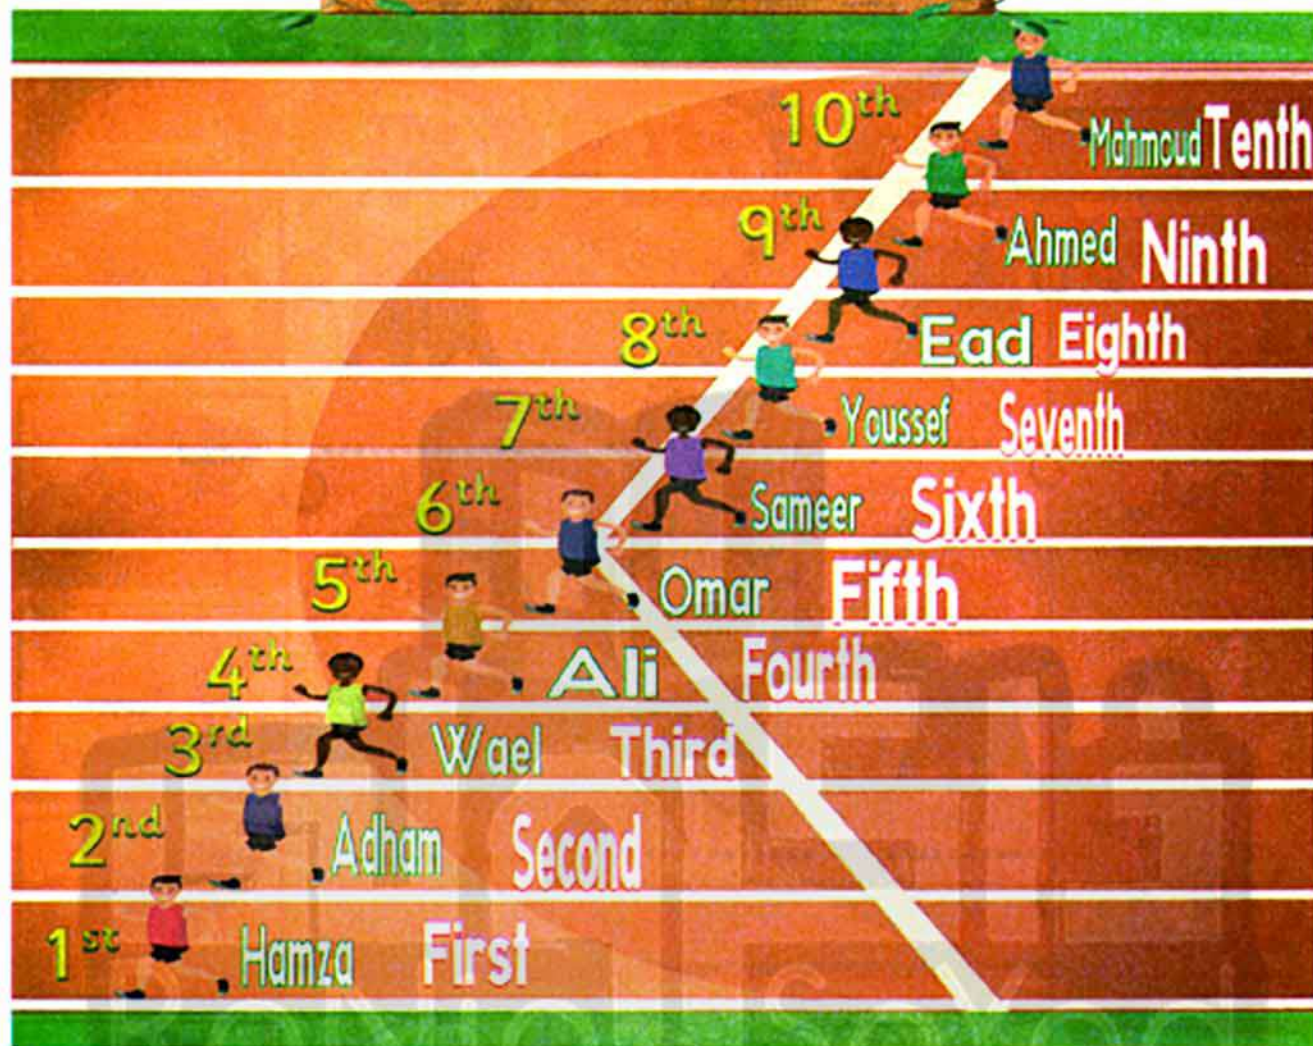 10th Mahmoud Tenth
9th Ahmed Ninth
8th Ead Eighth
7th Youssef Seventh
6th Sameer Sixth
5th Omar Fifth
4th Ali Fourth
3rd Wael Third
2nd Adham Second
1st Hamza First